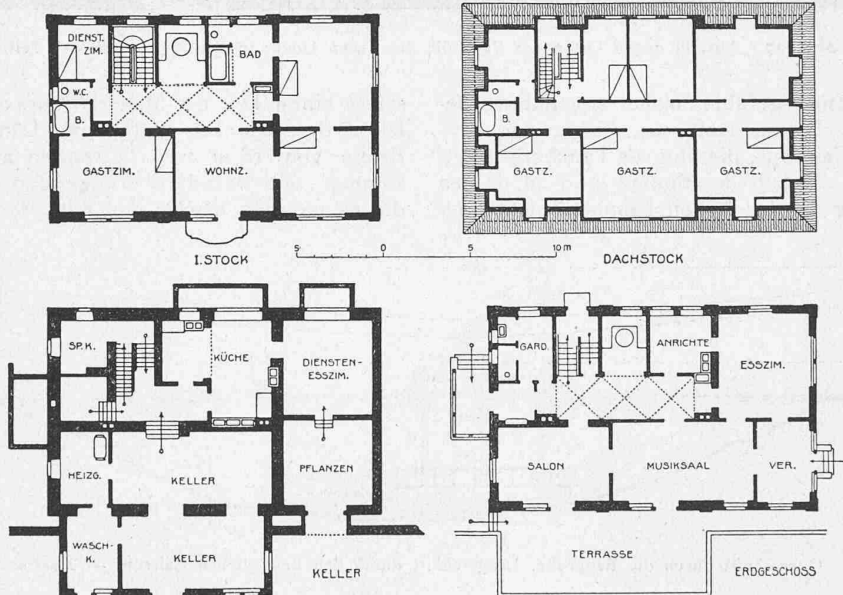 DIENST.
ZIM.
BAD
W.C.
B.
GASTZIM.
WOHNZ.
I. STOCK
B.
GASTZ.
GASTZ.
GASTZ.
DACHSTOCK
5 0 5 10 m
SP.K.
KÜCHE
DIENSTEN-
ESSZIM.
HEIZG.
KELLER
PFLANZEN
WASCH-
K.
KELLER
KELLER
GARD.
ANRICHTE
ESSZIM.
SALON
MUSIKSAAL
VER.
TERRASSE
ERDGESCHOSS